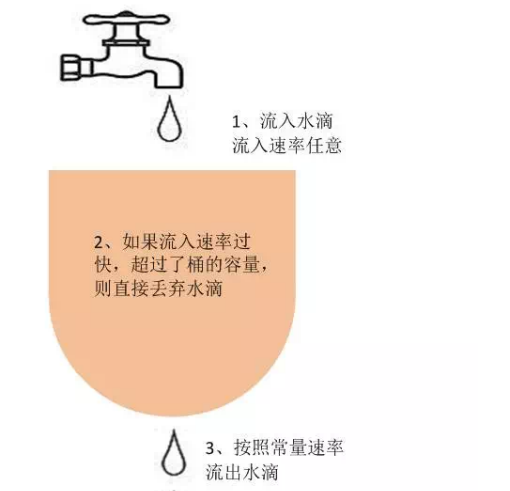 1、流入水滴
流入速率任意
2、如果流入速率过
快，超过了桶的容量，
则直接丢弃水滴
3、按照常量速率
流出水滴